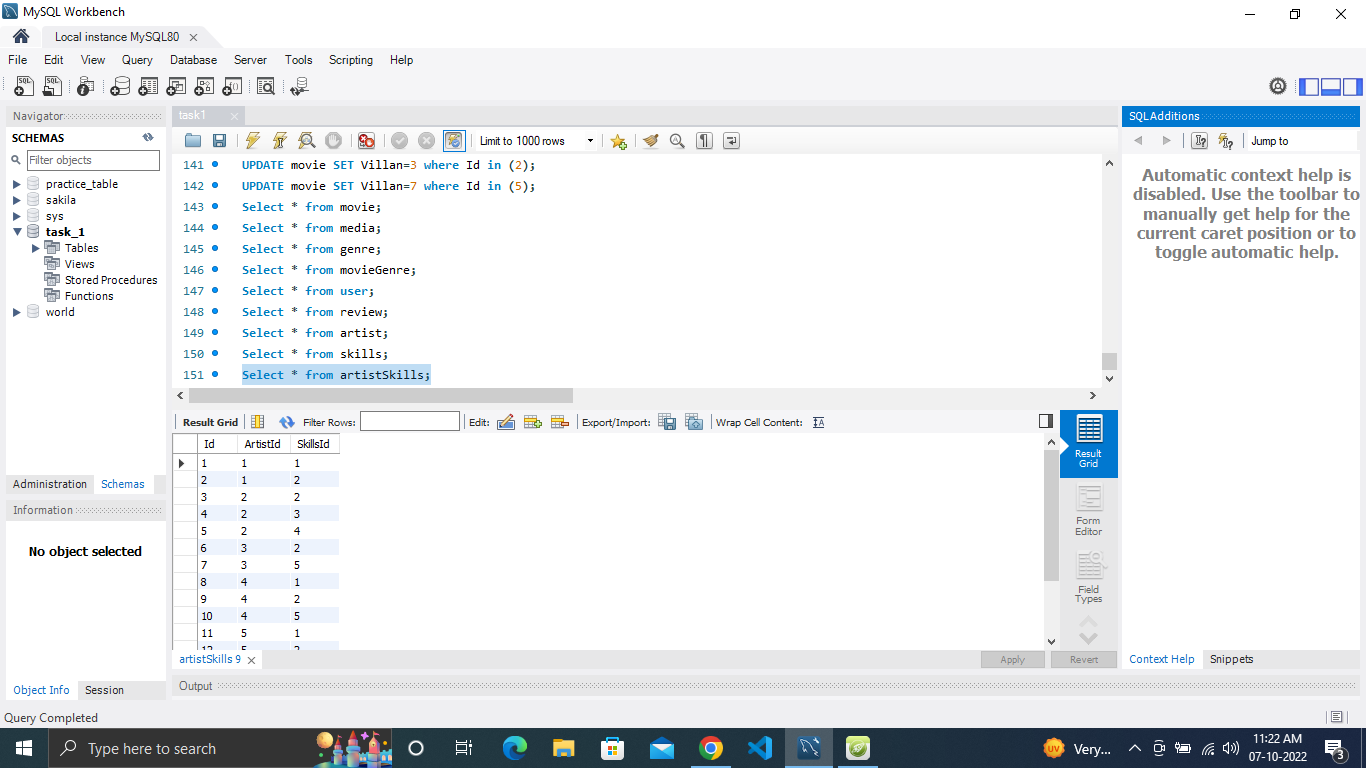 MySQL Workbench
Local instance MySQL80
File Edit View Query Database Server Tools Scripting Help
Navigator
SCHEMAS
Filter objects
practice_table
sakila
sys
task_1
Tables
Views
Stored Procedures
Functions
world
Administration Schemas
Information
No object selected
Object Info Session
task1
Limit to 1000 rows
141 UPDATE movie SET Villan=3 where Id in (2);
142 UPDATE movie SET Villan=7 where Id in (5);
143 Select * from movie;
144 Select * from media;
145 Select * from genre;
146 Select * from movieGenre;
147 Select * from user;
148 Select * from review;
149 Select * from artist;
150 Select * from skills;
151 Select * from artistSkills;
Result Grid Filter Rows: Edit: Export/Import: Wrap Cell Content:
Id ArtistId SkillsId
1 1 1
2 1 2
3 2 2
4 2 3
5 2 4
6 3 2
7 3 5
8 4 1
9 4 2
10 4 5
11 5 1
Result
Grid
Form
Editor
Field
Types
artistSkills 9
Apply Revert
Output
SQLAdditions
Jump to
Automatic context help is
disabled. Use the toolbar to
manually get help for the
current caret position or to
toggle automatic help.
Context Help Snippets
Query Completed
Type here to search
Very...
11:22 AM
07-10-2022
3